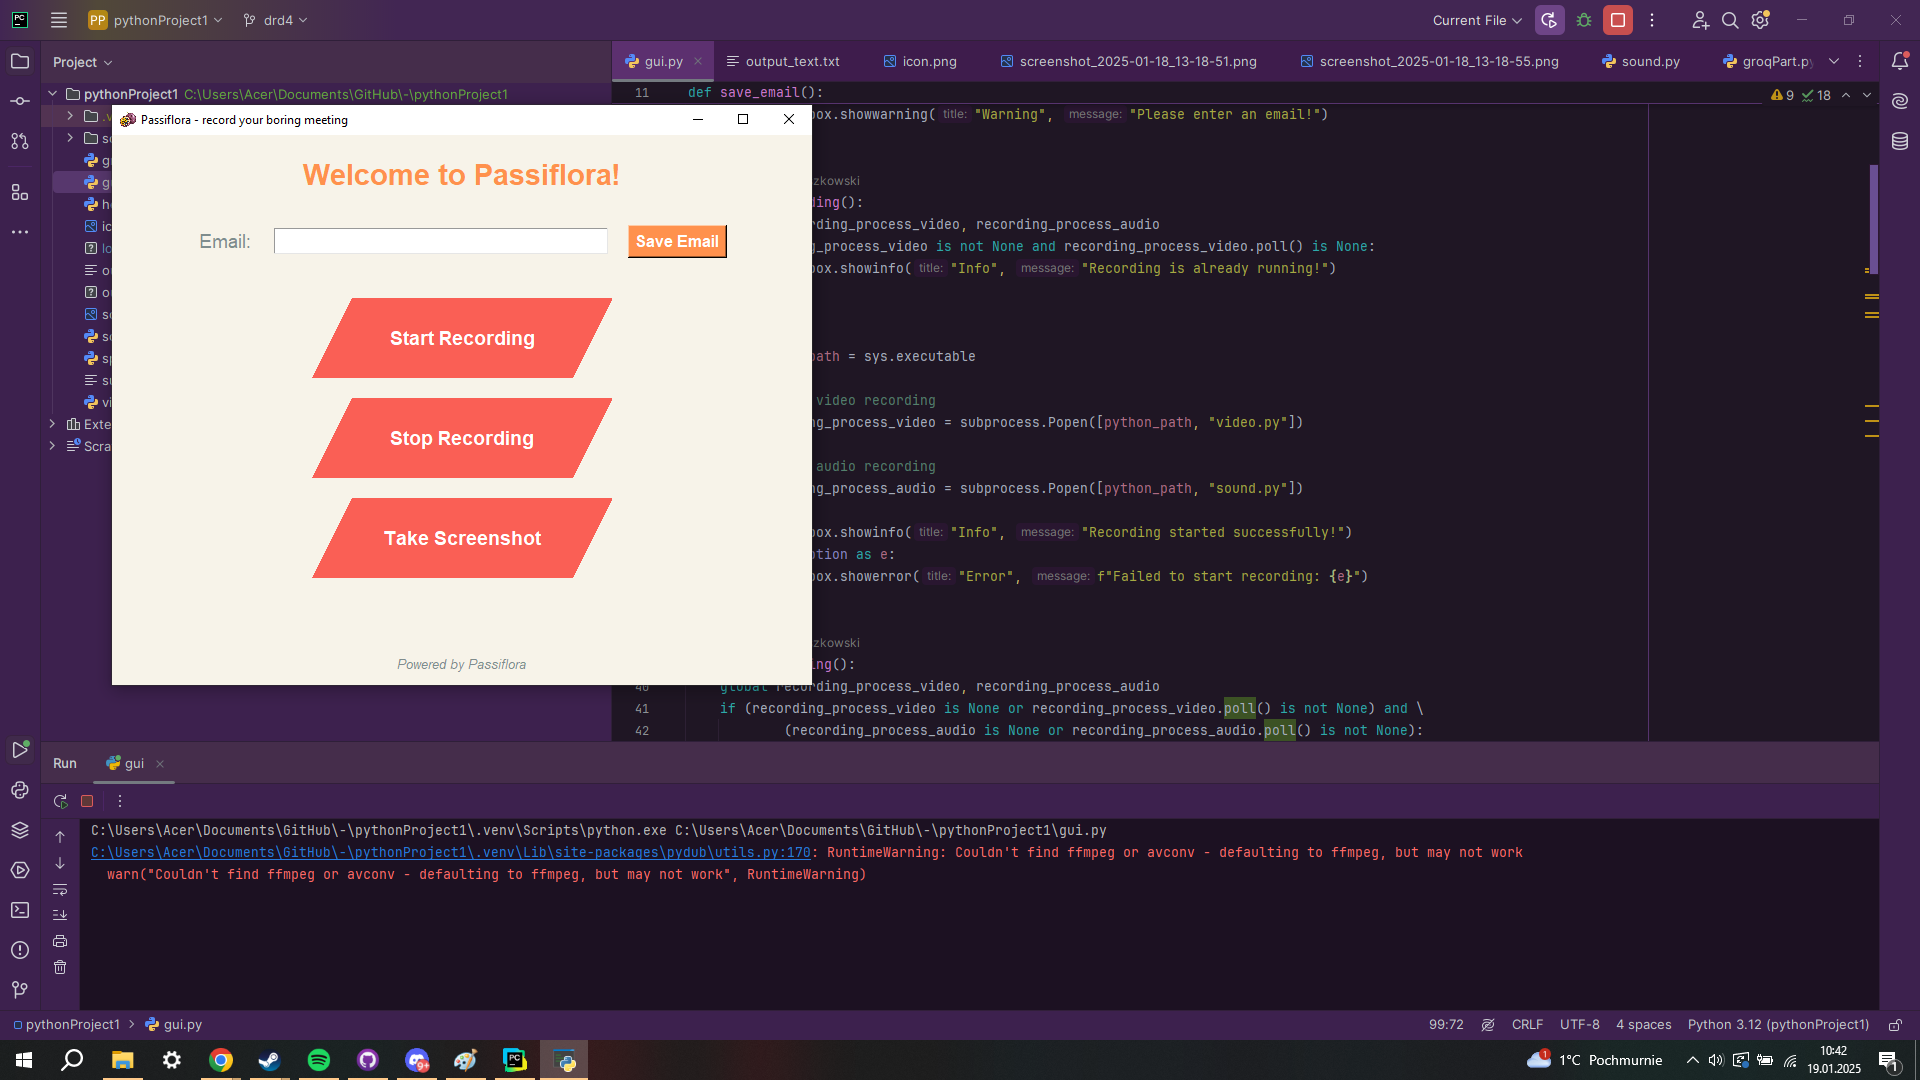 PC
PP pythonProject1
drd4
Current File
Project
gui.py
output_text.txt
icon.png
screenshot_2025-01-18_13-18-51.png
screenshot_2025-01-18_13-18-55.png
sound.py
groqPart.py
pythonProject1 C:\Users\Acer\Documents\GitHub\-\pythonProject1
11 def save_email():
9 18
box.showwarning( title: "Warning", message: "Please enter an email!")
Passiflora - record your boring meeting
Welcome to Passiflora!
Email:
Save Email
Start Recording
Stop Recording
Take Screenshot
Powered by Passiflora
Exte
Scra
zkowski
ding():
rding_process_video, recording_process_audio
g_process_video is not None and recording_process_video.poll() is None:
box.showinfo( title: "Info", message: "Recording is already running!")
path = sys.executable
video recording
ng_process_video = subprocess.Popen([python_path, "video.py"])
audio recording
ng_process_audio = subprocess.Popen([python_path, "sound.py"])
box.showinfo( title: "Info", message: "Recording started successfully!")
ption as e:
box.showerror( title: "Error", message: f"Failed to start recording: {e}")
zkowski
ing():
40 global recording_process_video, recording_process_audio
41 if (recording_process_video is None or recording_process_video.poll() is not None) and \
42 (recording_process_audio is None or recording_process_audio.poll() is not None):
Run
gui
C:\Users\Acer\Documents\GitHub\-\pythonProject1\.venv\Scripts\python.exe C:\Users\Acer\Documents\GitHub\-\pythonProject1\gui.py
C:\Users\Acer\Documents\GitHub\-\pythonProject1\.venv\Lib\site-packages\pydub\utils.py:170: RuntimeWarning: Couldn't find ffmpeg or avconv - defaulting to ffmpeg, but may not work
warn("Couldn't find ffmpeg or avconv - defaulting to ffmpeg, but may not work", RuntimeWarning)
pythonProject1 > gui.py
99:72
CRLF
UTF-8
4 spaces
Python 3.12 (pythonProject1)
9+
PC
1
1°C Pochmurnie
10:42
19.01.2025
1